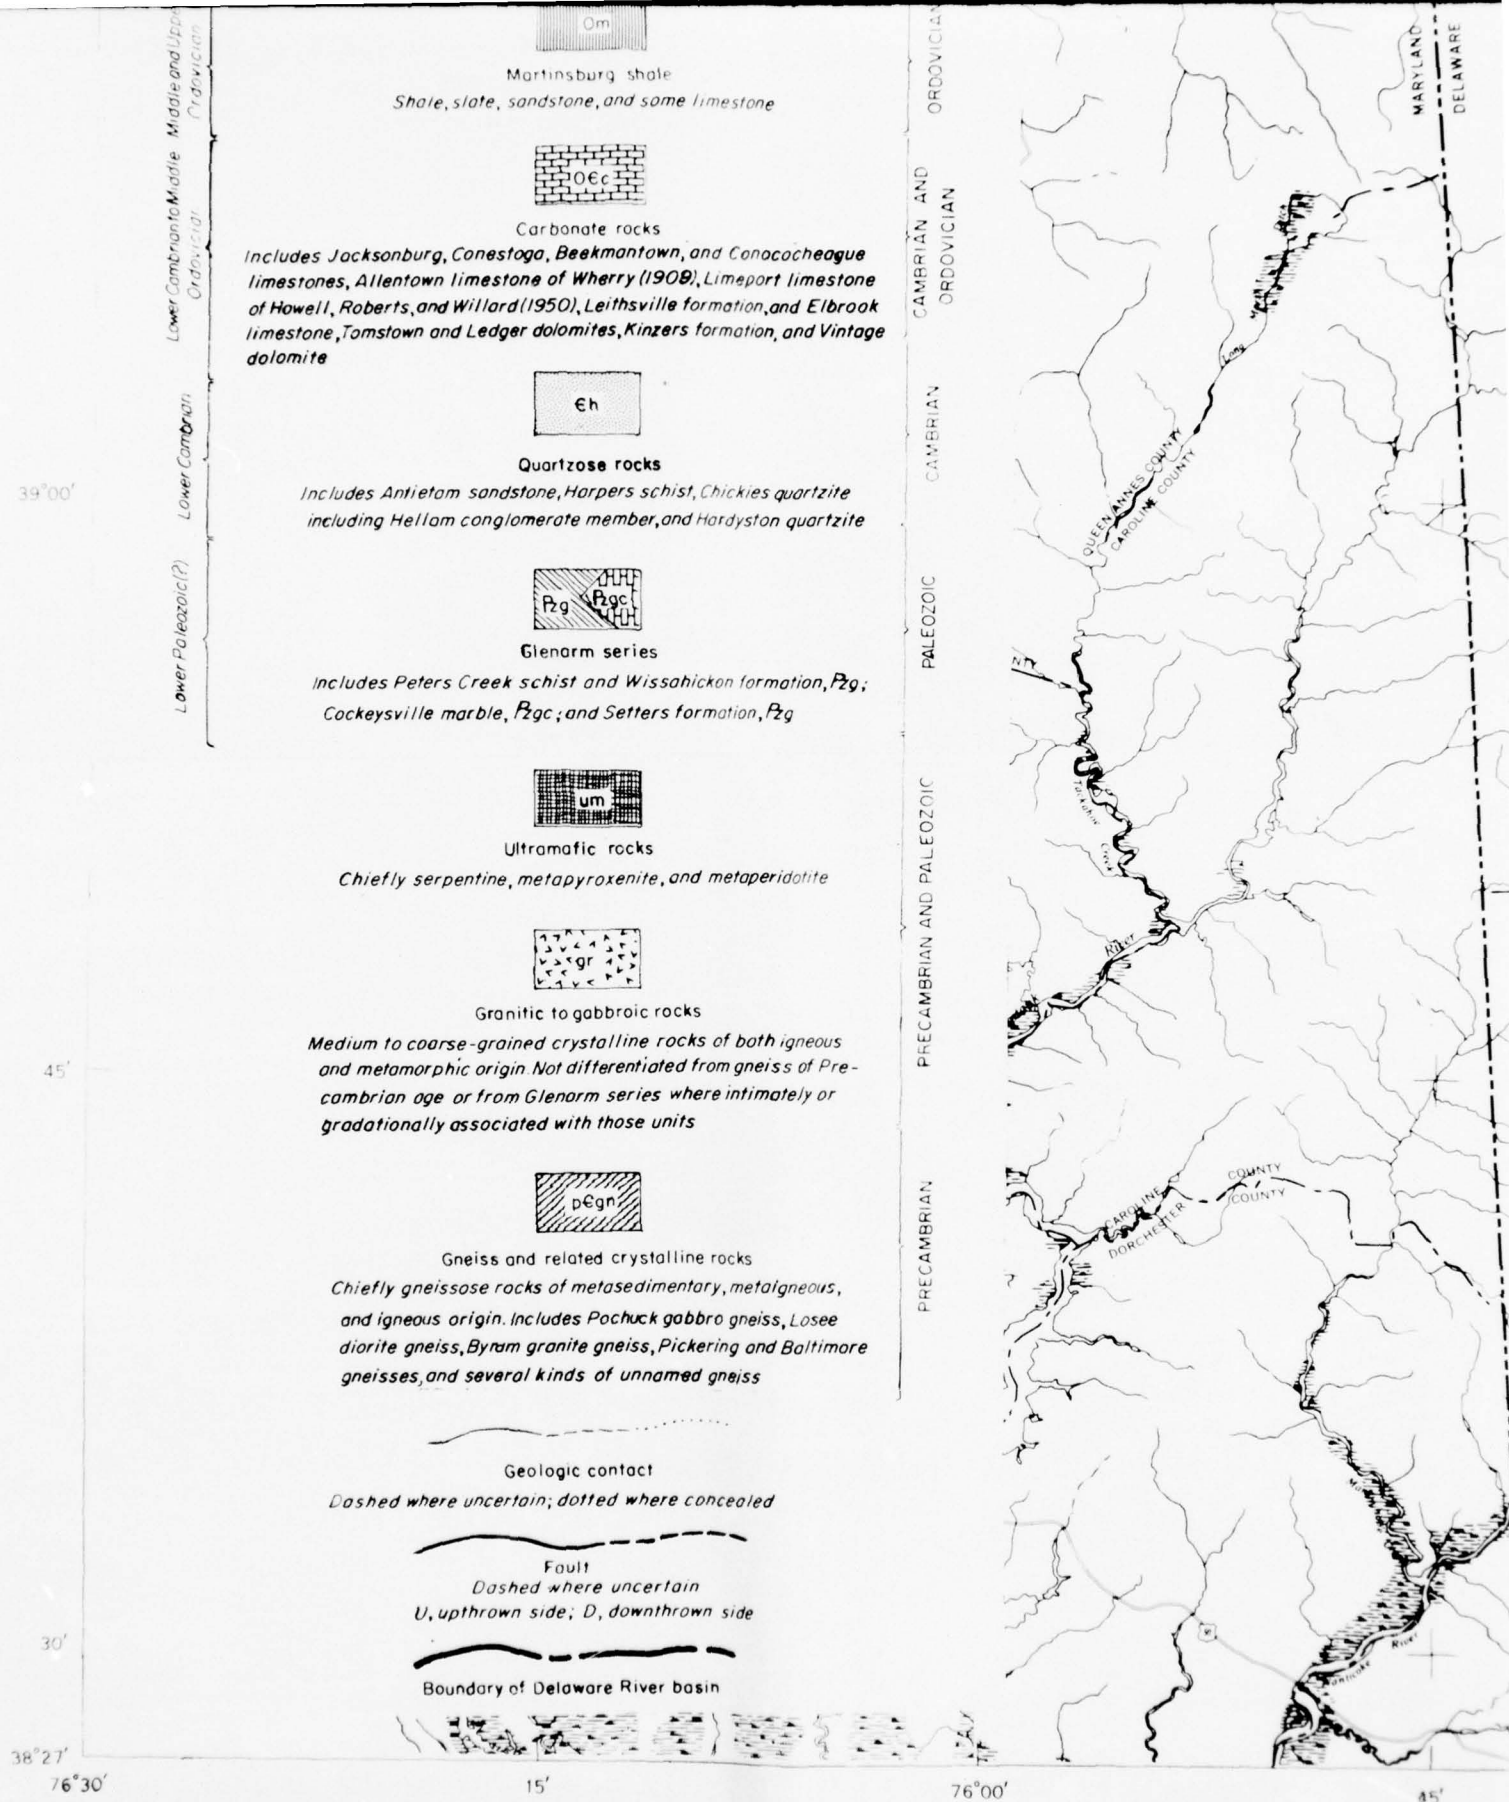 Om
Martinsburg shale
Shale, slate, sandstone, and some limestone
Middle and Upper
Ordovician
ORDOVICIAN
O€c
Carbonate rocks
Includes Jacksonburg, Conestoga, Beekmantown, and Conococheague
limestones, Allentown limestone of Wherry (1909), Limeport limestone
of Howell, Roberts, and Willard (1950), Leithsville formation, and Elbrook
limestone, Tomstown and Ledger dolomites, Kinzers formation, and Vintage
dolomite
Lower Cambrian to Middle
Ordovician
CAMBRIAN AND
ORDOVICIAN
€h
Quartzose rocks
Includes Antietam sandstone, Harpers schist, Chickies quartzite
including Hellam conglomerate member, and Hardyston quartzite
Lower Cambrian
CAMBRIAN
Pzg
Pzgc
Glenarm series
Includes Peters Creek schist and Wissahickon formation, Pzg;
Cockeysville marble, Pzgc; and Setters formation, Pzg
Lower Paleozoic(?)
PALEOZOIC
um
Ultramafic rocks
Chiefly serpentine, metapyroxenite, and metaperidotite
gr
Granitic to gabbroic rocks
Medium to coarse-grained crystalline rocks of both igneous
and metamorphic origin. Not differentiated from gneiss of Pre-
cambrian age or from Glenarm series where intimately or
gradationally associated with those units
PRECAMBRIAN AND PALEOZOIC
p€gn
Gneiss and related crystalline rocks
Chiefly gneissose rocks of metasedimentary, metaigneous,
and igneous origin. Includes Pochuck gabbro gneiss, Losee
diorite gneiss, Byram granite gneiss, Pickering and Baltimore
gneisses, and several kinds of unnamed gneiss
PRECAMBRIAN
Geologic contact
Dashed where uncertain; dotted where concealed
Fault
Dashed where uncertain
U, upthrown side; D, downthrown side
Boundary of Delaware River basin
MARYLAND
DELAWARE
Long
QUEEN ANNES COUNTY
CAROLINE COUNTY
NTY
Tuckahoe
Creek
River
CAROLINE COUNTY
DORCHESTER COUNTY
Nanticoke River
39°00'
45'
30'
38°27'
76°30'
15'
76°00'
45'